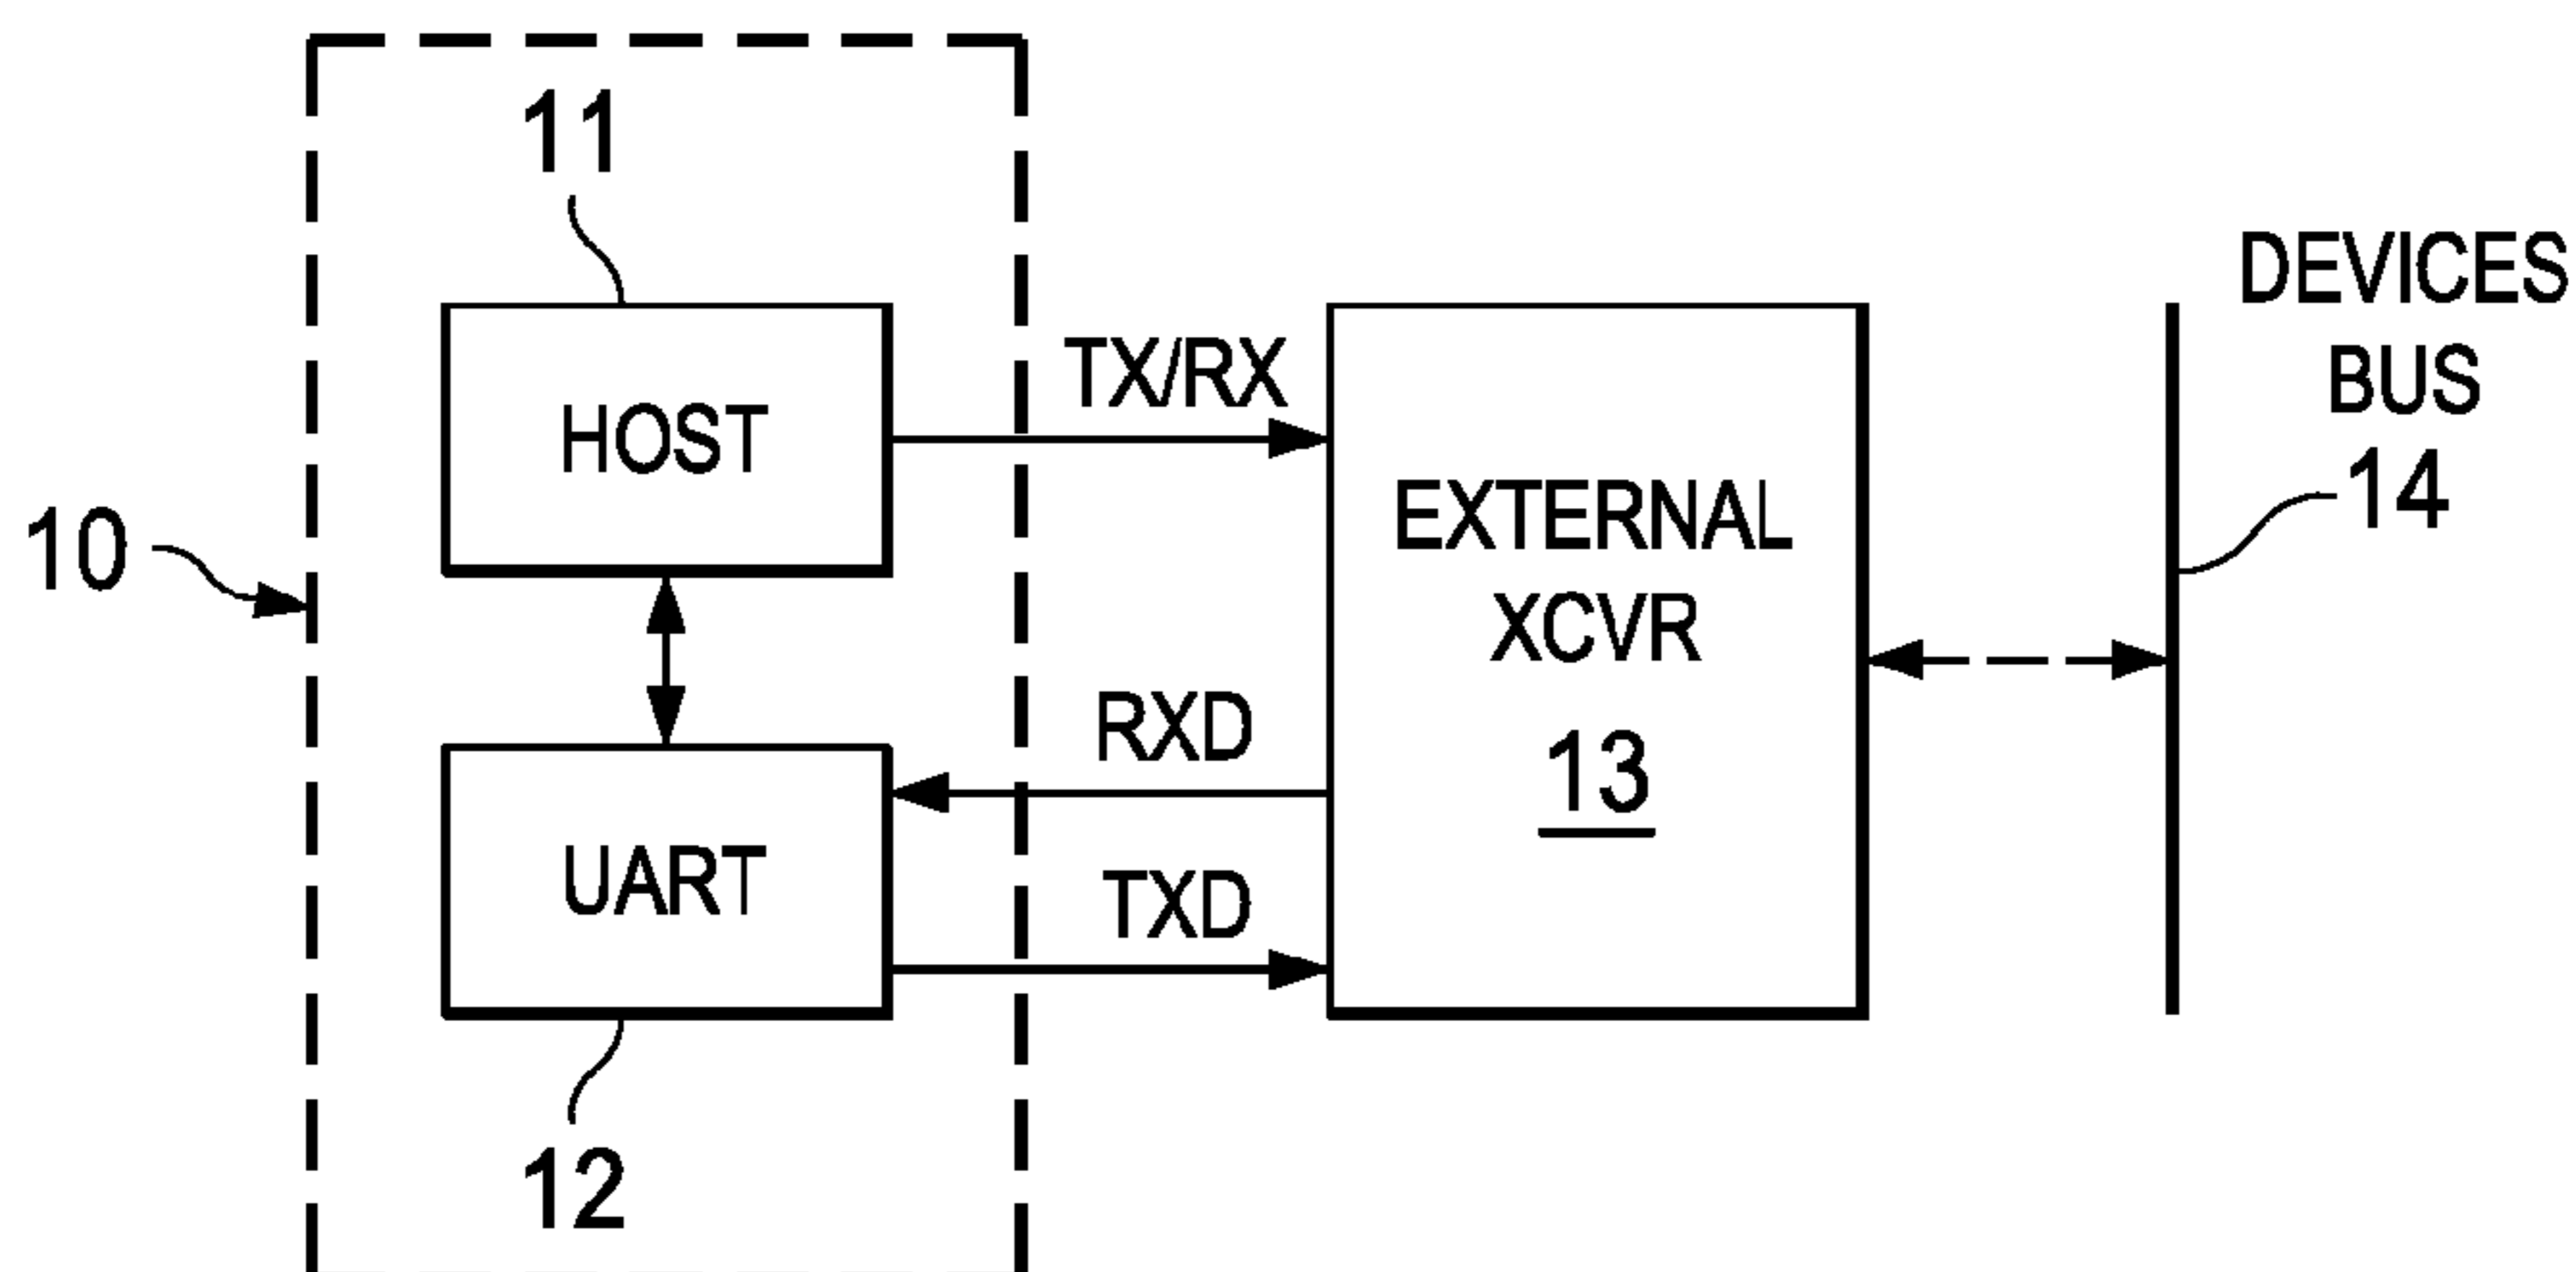 11
DEVICES
BUS
14
TX/RX
HOST
EXTERNAL
XCVR
13
10
RXD
UART
TXD
12